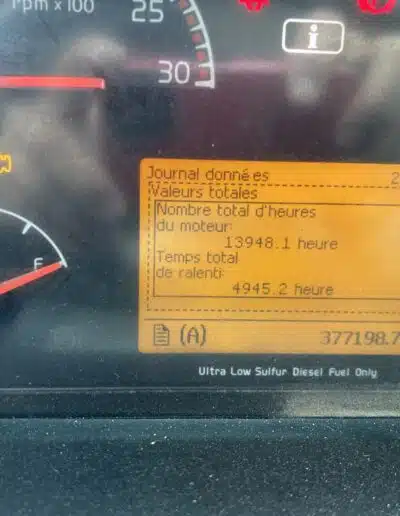 rpm x 100
25
30
i
F
Journal données
2
Valeurs totales
Nombre total d'heures
du moteur:
13948.1 heure
Temps total
de ralenti:
4945.2 heure
(A)
377198.7
Ultra Low Sulfur Diesel Fuel Only